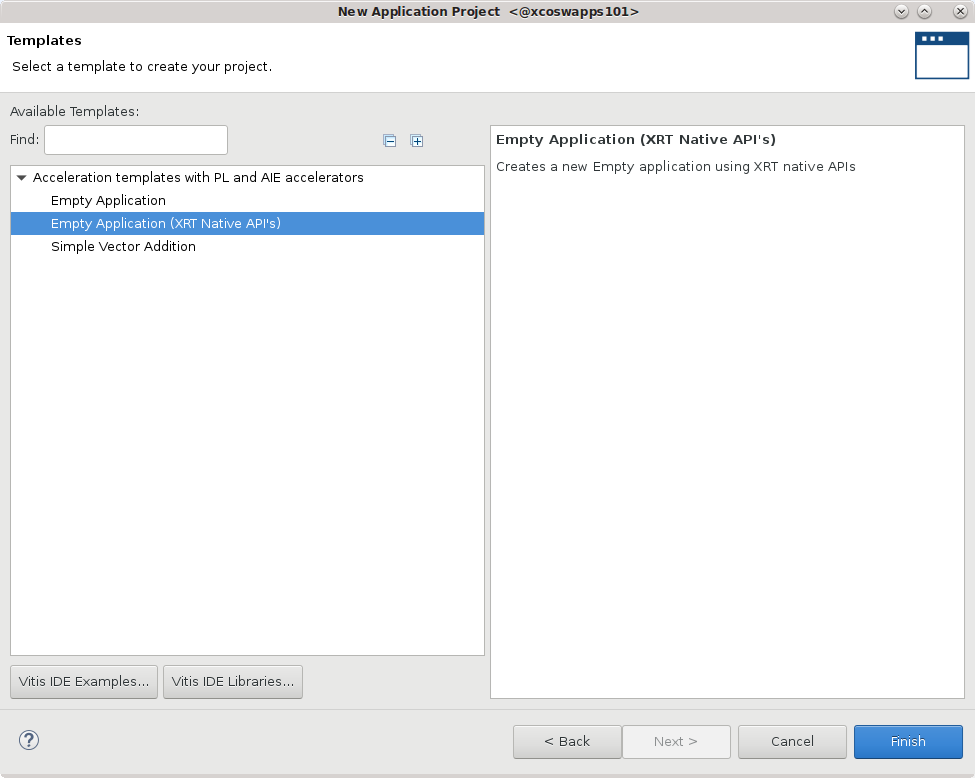 New Application Project <@xcoswapps101>
Templates
Select a template to create your project.
Available Templates:
Find:
Acceleration templates with PL and AIE accelerators
Empty Application
Empty Application (XRT Native API's)
Simple Vector Addition
Empty Application (XRT Native API's)
Creates a new Empty application using XRT native APIs
Vitis IDE Examples...
Vitis IDE Libraries...
?
< Back
Next >
Cancel
Finish